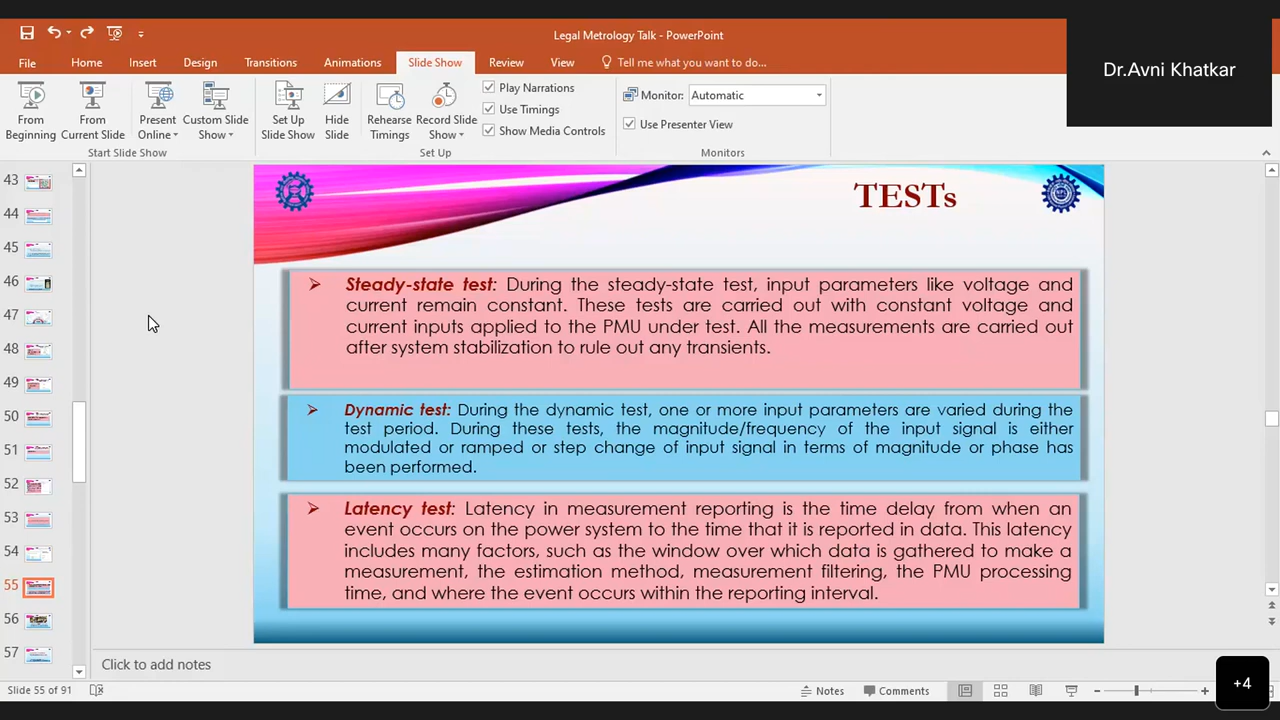 Legal Metrology Talk - PowerPoint
Dr.Avni Khatkar
File Home Insert Design Transitions Animations Slide Show Review View Tell me what you want to do...
From Beginning
From Current Slide
Present Online
Custom Slide Show
Start Slide Show
Set Up Slide Show
Hide Slide
Rehearse Timings
Record Slide Show
Play Narrations
Use Timings
Show Media Controls
Set Up
Monitor: Automatic
Use Presenter View
Monitors
43
44
45
46
47
48
49
50
51
52
53
54
55
56
57
TESTs
Steady-state test: During the steady-state test, input parameters like voltage and
current remain constant. These tests are carried out with constant voltage and
current inputs applied to the PMU under test. All the measurements are carried out
after system stabilization to rule out any transients.
Dynamic test: During the dynamic test, one or more input parameters are varied during the
test period. During these tests, the magnitude/frequency of the input signal is either
modulated or ramped or step change of input signal in terms of magnitude or phase has
been performed.
Latency test: Latency in measurement reporting is the time delay from when an
event occurs on the power system to the time that it is reported in data. This latency
includes many factors, such as the window over which data is gathered to make a
measurement, the estimation method, measurement filtering, the PMU processing
time, and where the event occurs within the reporting interval.
Click to add notes
Slide 55 of 91
Notes Comments
+4